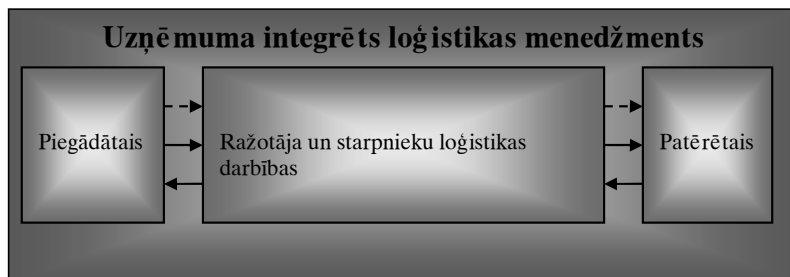 Uzņēmuma integrēts loģistikas menedžments
Piegādātais
Ražotāja un starpnieku loģistikas
darbības
Patērētais